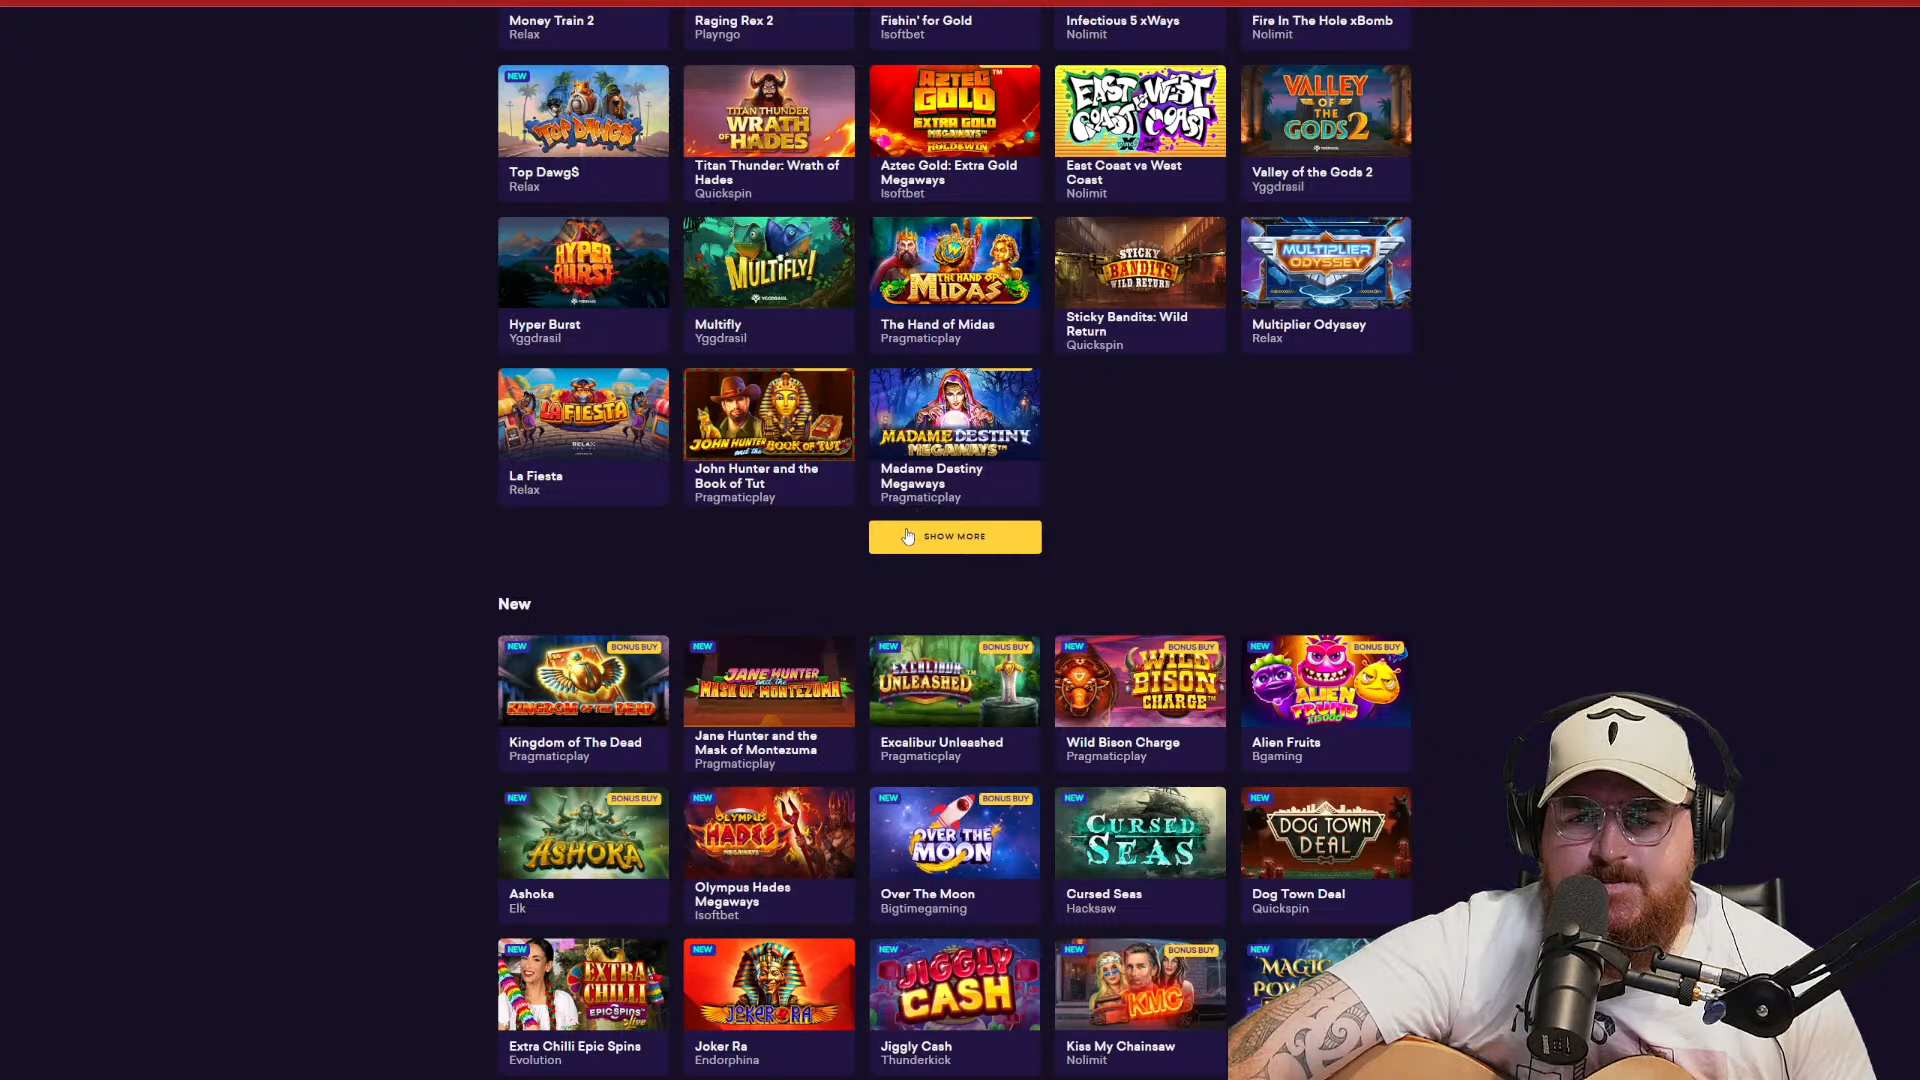 Money Train 2
Relax
Raging Rex 2
Playngo
Fishin' for Gold
Isoftbet
Infectious 5 xWays
Nolimit
Fire In The Hole xBomb
Nolimit
NEW
TOP DAWG$
TITAN THUNDER
WRATH
OF HADES
AZTEC
GOLD™
EXTRA GOLD
MEGAWAYS™
HOLD&WIN
EAST COAST VS WEST COAST
VALLEY
OF THE
GODS 2
YGGDRASIL
Top Dawg$
Relax
Titan Thunder: Wrath of
Hades
Quickspin
Aztec Gold: Extra Gold
Megaways
Isoftbet
East Coast vs West
Coast
Nolimit
Valley of the Gods 2
Yggdrasil
HYPER
BURST
YGGDRASIL
MULTIFLY!
YGGDRASIL
THE HAND OF
MIDAS
STICKY
BANDITS
WILD RETURN
MULTIPLIER
ODYSSEY
Hyper Burst
Yggdrasil
Multifly
Yggdrasil
The Hand of Midas
Pragmaticplay
Sticky Bandits: Wild
Return
Quickspin
Multiplier Odyssey
Relax
LA FIESTA
RELAX
JOHN HUNTER
and the BOOK OF TUT
MADAME DESTINY
MEGAWAYS™
La Fiesta
Relax
John Hunter and the
Book of Tut
Pragmaticplay
Madame Destiny
Megaways
Pragmaticplay
SHOW MORE
New
NEW
BONUS BUY
KINGDOM OF THE DEAD
NEW
JANE HUNTER
and the
MASK OF MONTEZUMA™
NEW
BONUS BUY
EXCALIBUR
UNLEASHED™
NEW
BONUS BUY
WILD
BISON
CHARGE™
NEW
BONUS BUY
ALIEN
FRUITS
Kingdom of The Dead
Pragmaticplay
Jane Hunter and the
Mask of Montezuma
Pragmaticplay
Excalibur Unleashed
Pragmaticplay
Wild Bison Charge
Pragmaticplay
Alien Fruits
Bgaming
NEW
BONUS BUY
ASHOKA
NEW
OLYMPUS
HADES
MEGAWAYS
NEW
BONUS BUY
OVER THE
MOON
NEW
CURSED
SEAS
NEW
DOG TOWN
DEAL
Ashoka
Elk
Olympus Hades
Megaways
Isoftbet
Over The Moon
Bigtimegaming
Cursed Seas
Hacksaw
Dog Town Deal
Quickspin
NEW
EXTRA
CHILLI
EPIC SPINS
live
NEW
JOKER RA
NEW
JIGGLY
CASH
NEW
BONUS BUY
KMC
NEW
MAGIC
Extra Chilli Epic Spins
Evolution
Joker Ra
Endorphina
Jiggly Cash
Thunderkick
Kiss My Chainsaw
Nolimit